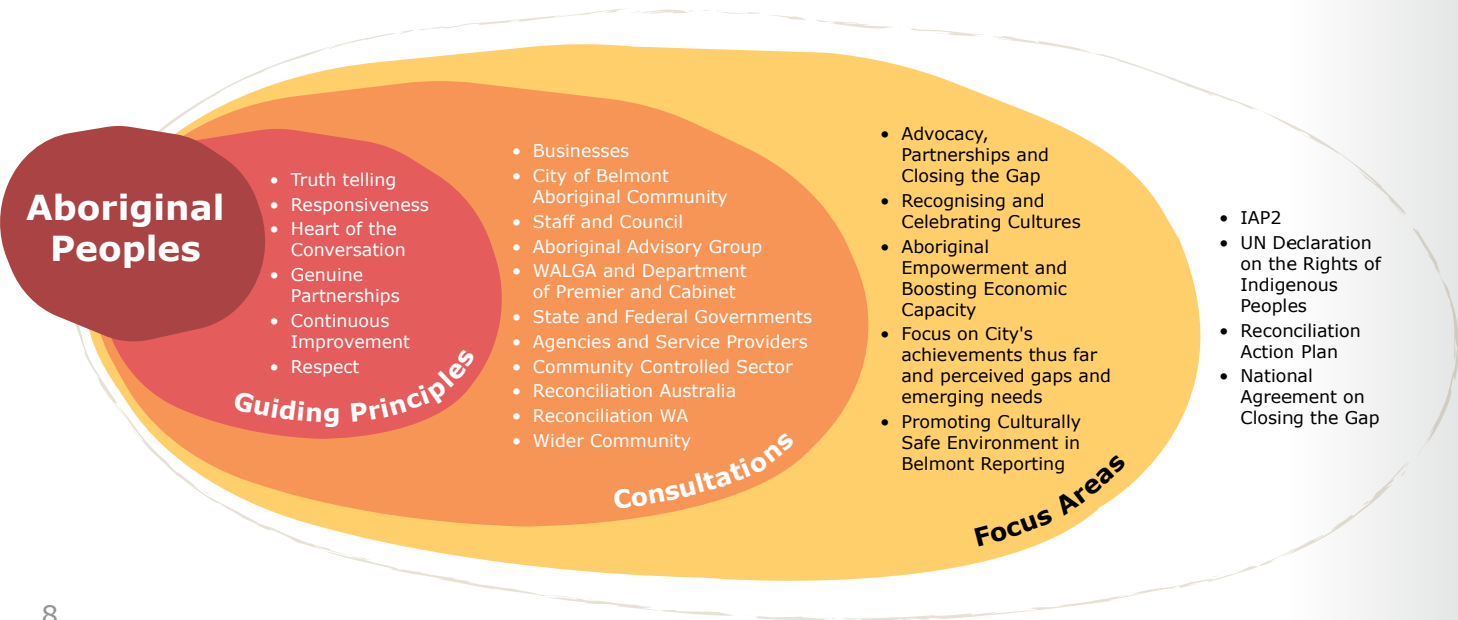 Aboriginal
Peoples
• Truth telling
• Responsiveness
• Heart of the
Conversation
• Genuine
Partnerships
• Continuous
Improvement
• Respect
Guiding Principles
• Businesses
• City of Belmont
Aboriginal Community
• Staff and Council
• Aboriginal Advisory Group
• WALGA and Department
of Premier and Cabinet
• State and Federal Governments
• Agencies and Service Providers
• Community Controlled Sector
• Reconciliation Australia
• Reconciliation WA
• Wider Community
Consultations
• Advocacy,
Partnerships and
Closing the Gap
• Recognising and
Celebrating Cultures
• Aboriginal
Empowerment and
Boosting Economic
Capacity
• Focus on City's
achievements thus far
and perceived gaps and
emerging needs
• Promoting Culturally
Safe Environment in
Belmont Reporting
Focus Areas
• IAP2
• UN Declaration
on the Rights of
Indigenous
Peoples
• Reconciliation
Action Plan
• National
Agreement on
Closing the Gap
8